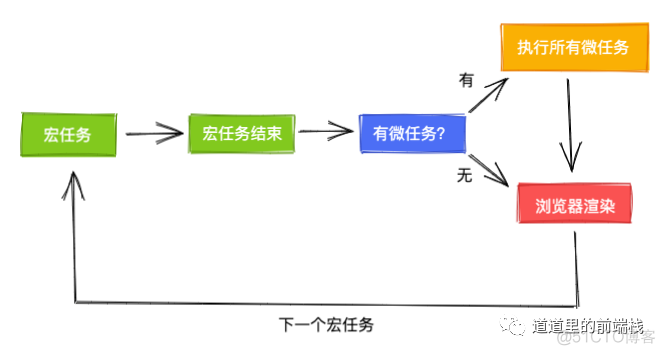 执行所有微任务
有
宏任务
宏任务结束
有微任务?
无
浏览器渲染
下一个宏任务
道道里的前端栈
@51CTO博客